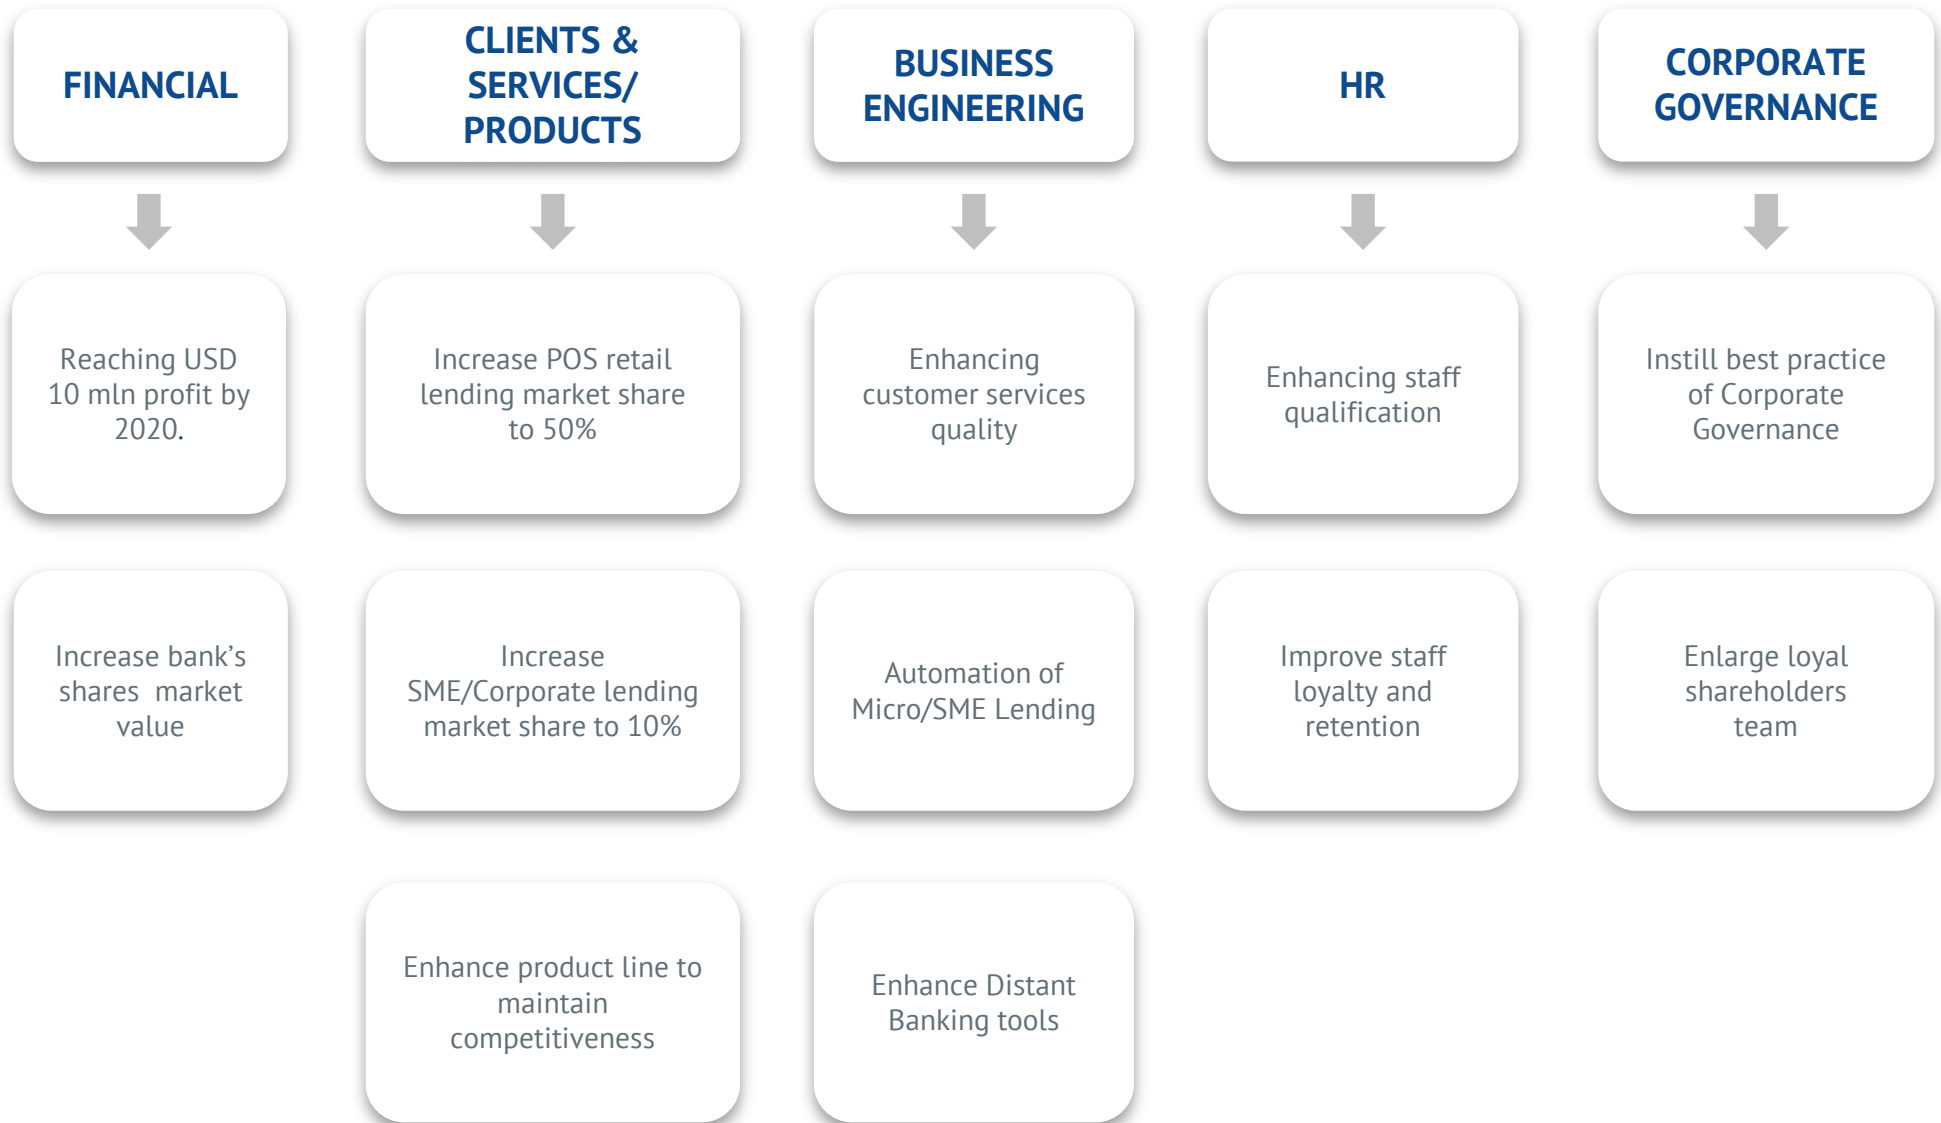 FINANCIAL
CLIENTS &
SERVICES/
PRODUCTS
BUSINESS
ENGINEERING
HR
CORPORATE
GOVERNANCE
Reaching USD
10 mln profit by
2020.
Increase POS retail
lending market share
to 50%
Enhancing
customer services
quality
Enhancing staff
qualification
Instill best practice
of Corporate
Governance
Increase bank’s
shares  market
value
Increase
SME/Corporate lending
market share to 10%
Automation of
Micro/SME Lending
Improve staff
loyalty and
retention
Enlarge loyal
shareholders
team
Enhance product line to
maintain
competitiveness
Enhance Distant
Banking tools